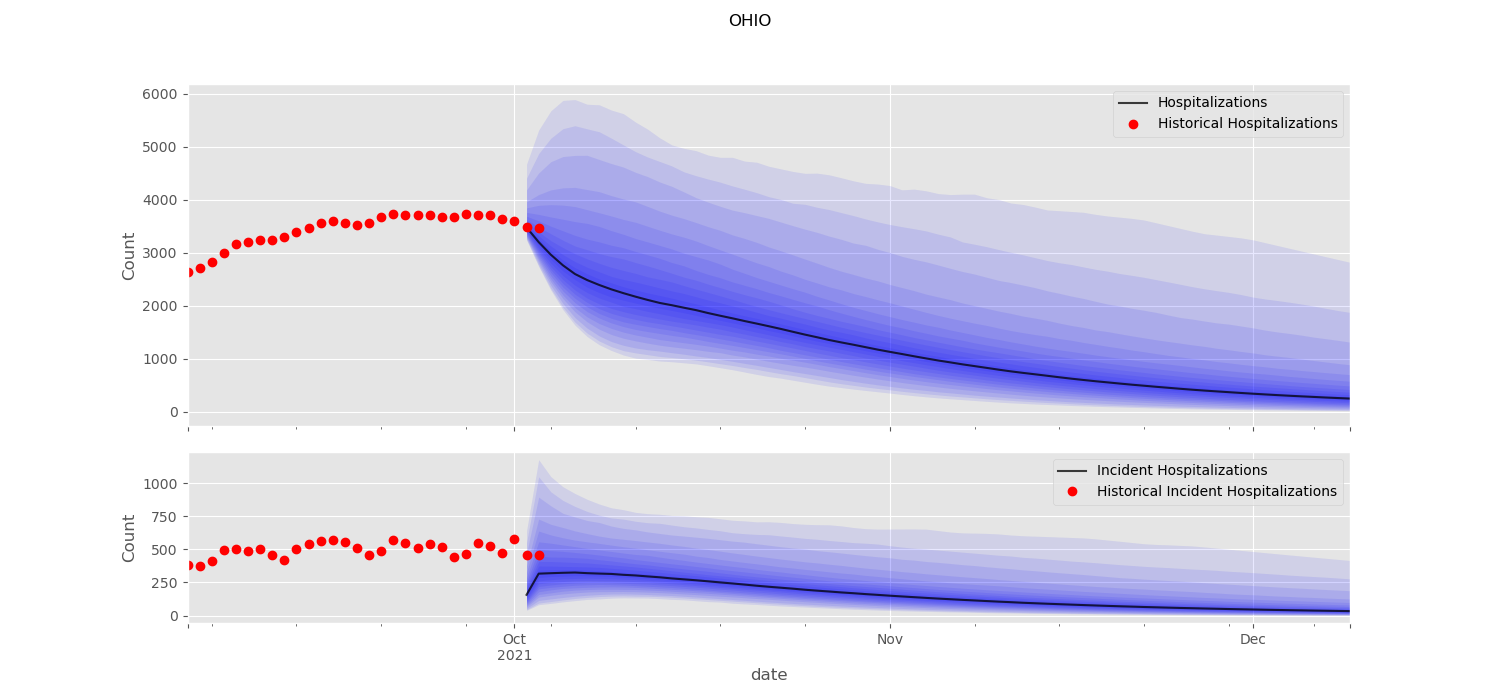 OHIO
6000
5000
4000
3000
2000
1000
0
Count
Hospitalizations
Historical Hospitalizations
1000
750
500
250
0
Count
Incident Hospitalizations
Historical Incident Hospitalizations
Oct
2021
Nov
Dec
date